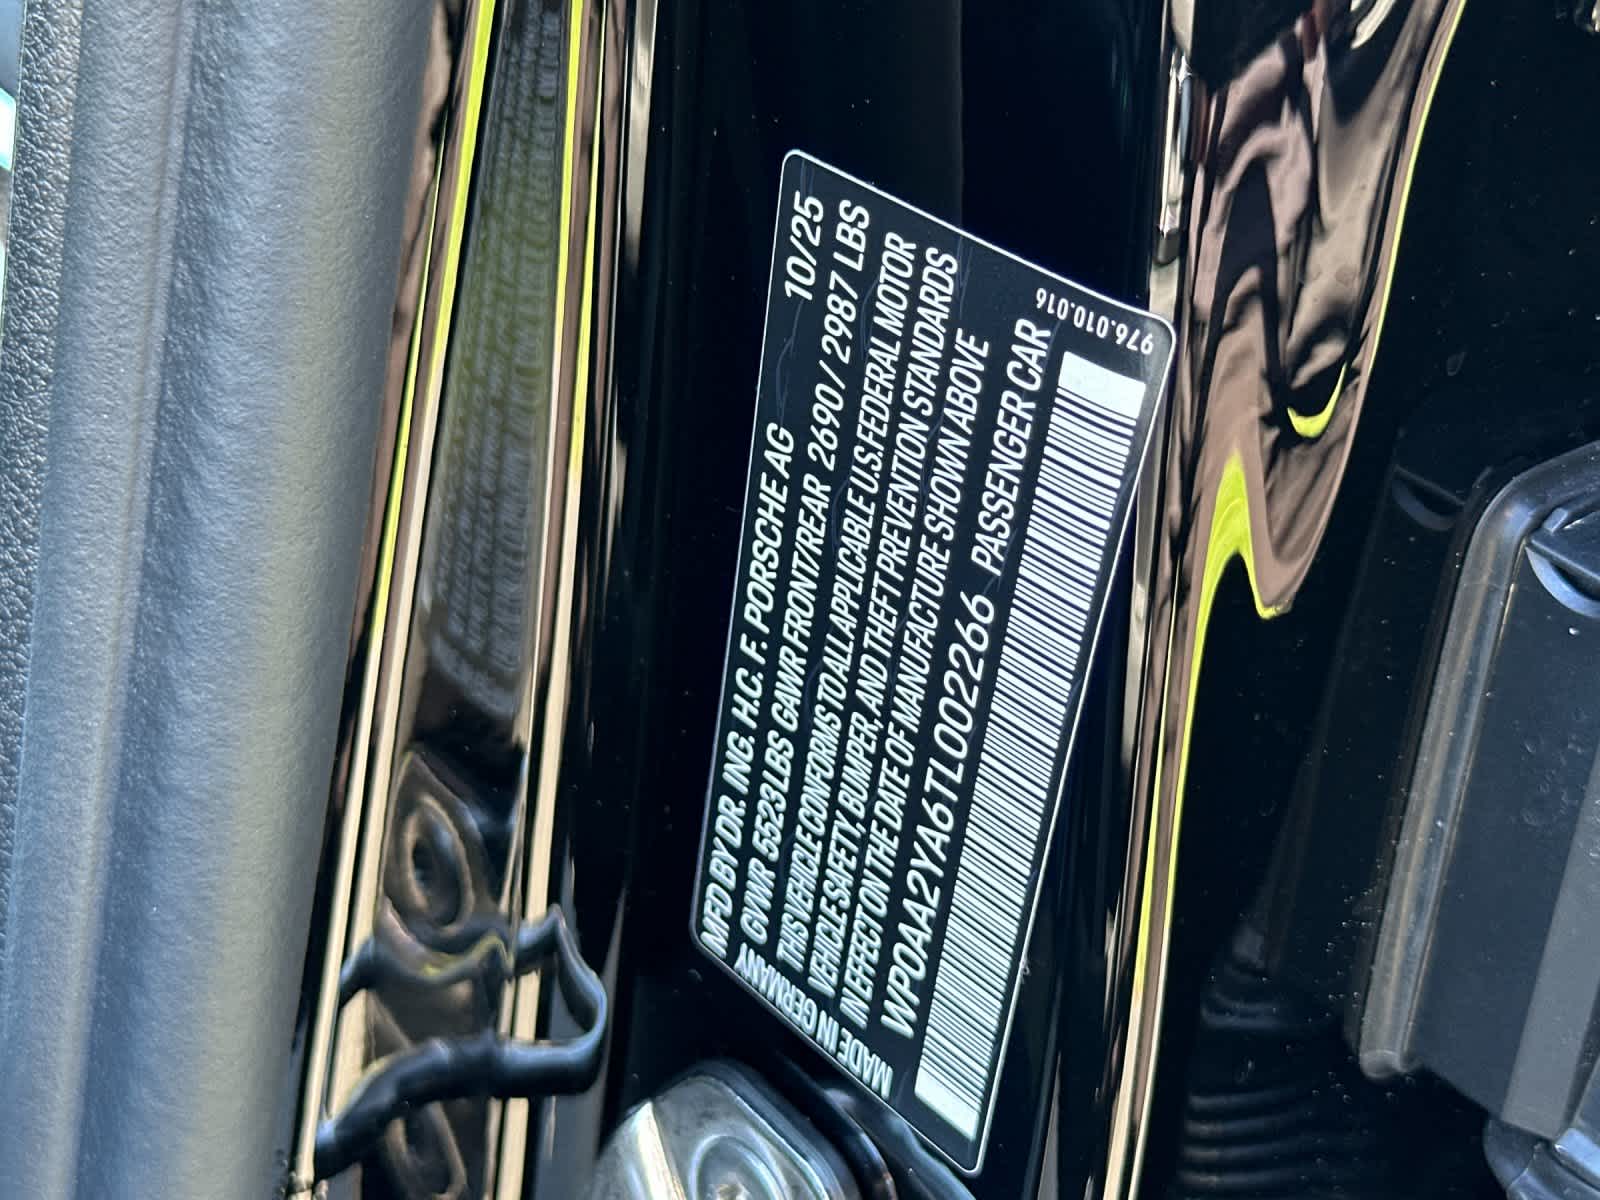 MFD BY DR. ING. H.C. F. PORSCHE AG 10/25
GVWR 5523LBS GAWR FRONT/REAR 2690/2987 LBS
THIS VEHICLE CONFORMS TO ALL APPLICABLE U.S. FEDERAL MOTOR
VEHICLE SAFETY, BUMPER, AND THEFT PREVENTION STANDARDS
IN EFFECT ON THE DATE OF MANUFACTURE SHOWN ABOVE
WP0AA2YA6TL002266 PASSENGER CAR
MADE IN GERMANY
976.010.016